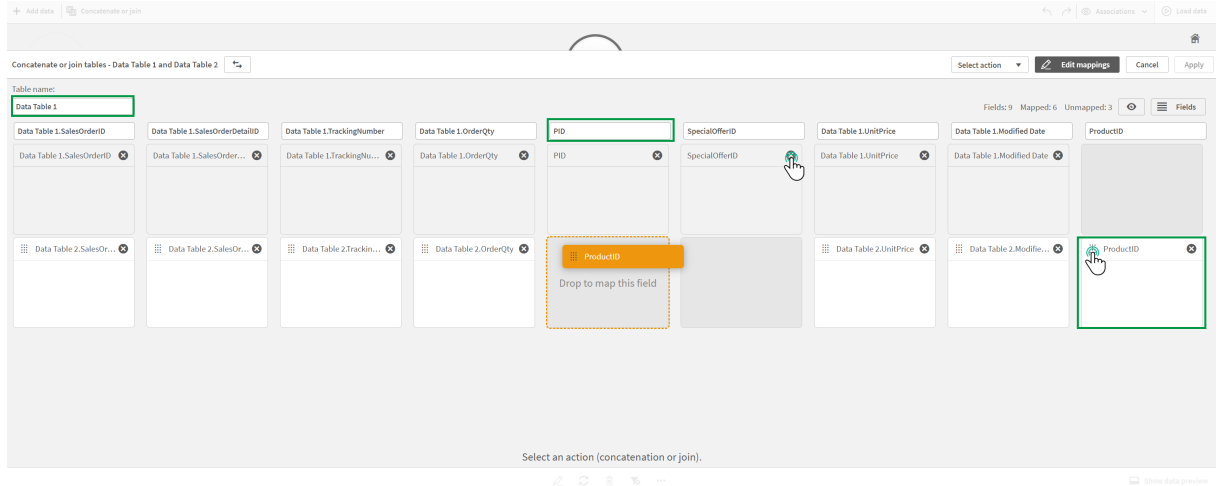 Add data Concatenate or join Associations Load data
Concatenate or join tables - Data Table 1 and Data Table 2 Select action Edit mappings Cancel Apply
Table name:
Data Table 1 Fields: 9 Mapped: 6 Unmapped: 3 Fields
Data Table 1.SalesOrderID Data Table 1.SalesOrderDetailID Data Table 1.TrackingNumber Data Table 1.OrderQty PID SpecialOfferID Data Table 1.UnitPrice Data Table 1.Modified Date ProductID
Data Table 1.SalesOrderID Data Table 1.SalesOrder... Data Table 1.TrackingNu... Data Table 1.OrderQty PID SpecialOfferID Data Table 1.UnitPrice Data Table 1.Modified Date
Data Table 2.SalesOr... Data Table 2.SalesOr... Data Table 2.Trackin... Data Table 2.OrderQty Data Table 2.UnitPrice Data Table 2.Modifie... ProductID
ProductID
Drop to map this field
Select an action (concatenation or join).
Show data preview